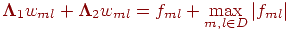 Λ₁w_{ml} + Λ₂w_{ml} = f_{ml} + max_{m,l∈D} |f_{ml}|